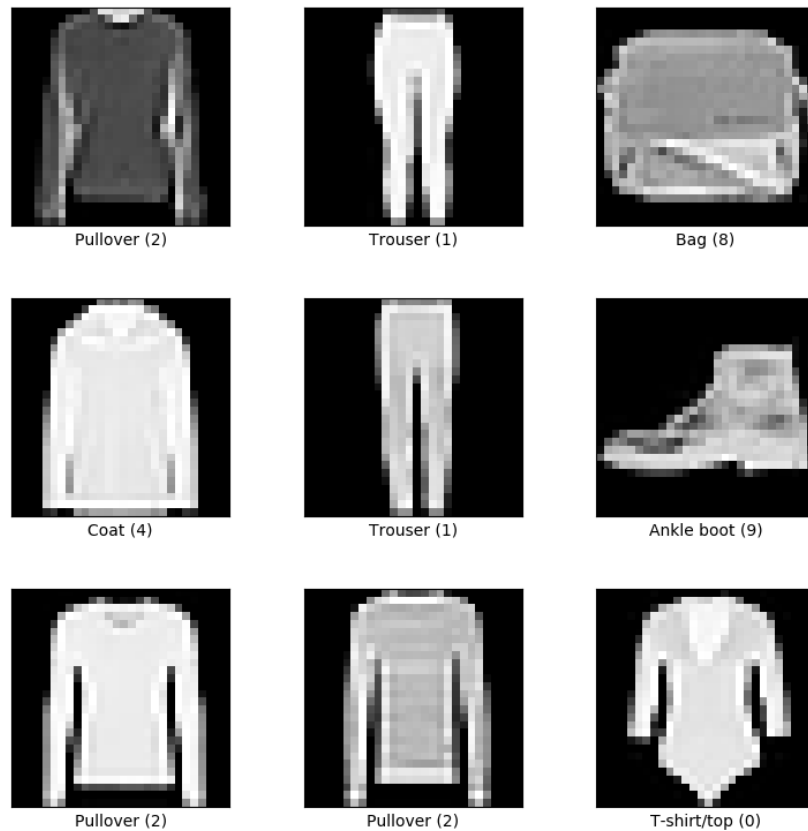 Pullover (2)
Trouser (1)
Bag (8)
Coat (4)
Trouser (1)
Ankle boot (9)
Pullover (2)
Pullover (2)
T-shirt/top (0)